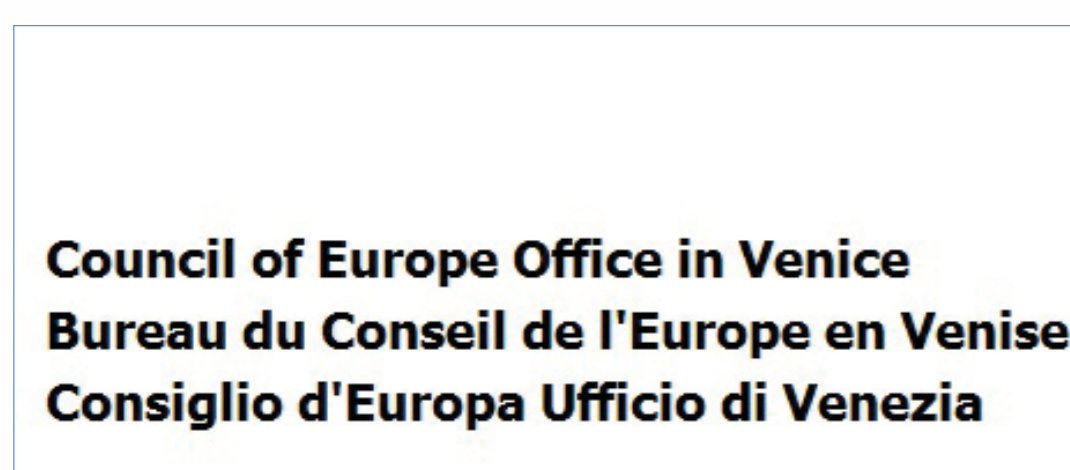 Council of Europe Office in Venice
Bureau du Conseil de l'Europe en Venise
Consiglio d'Europa Ufficio di Venezia